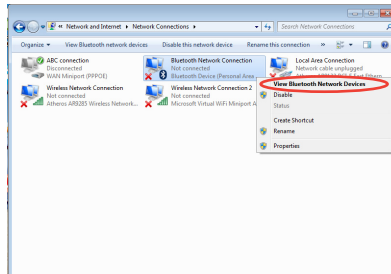 « Network and Internet ▸ Network Connections ▸
Search Network Connections
Organize ▾ View Bluetooth network devices Disable this network device Rename this connection »
ABC connection
Disconnected
WAN Miniport (PPPOE)
Bluetooth Network Connection
Not connected
Bluetooth Device (Personal Area
Local Area Connection
Network cable unplugged
Wireless Network Connection
Not connected
Atheros AR9285 Wireless Network...
Wireless Network Connection 2
Not connected
Microsoft Virtual WiFi Miniport A
View Bluetooth Network Devices
Disable
Status
Create Shortcut
Rename
Properties